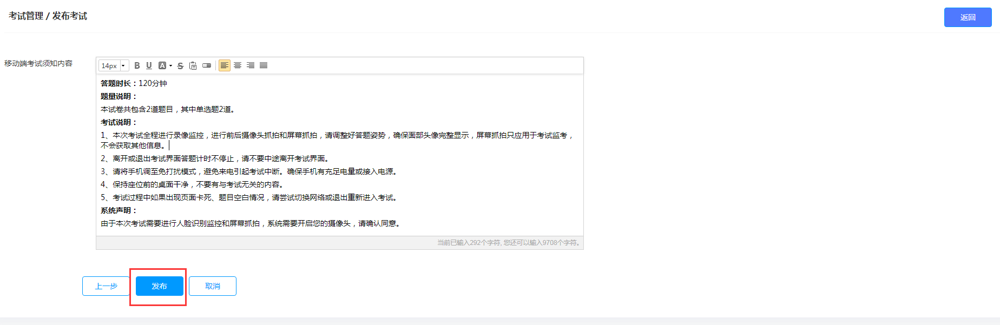 考试管理 / 发布考试
返回
移动端考试须知内容
14px
B U A S T
答题时长：120分钟
题量说明：
本试卷共包含2道题目，其中单选题2道。
考试说明：
1、本次考试全程进行录像监控，进行前后摄像头抓拍和屏幕抓拍，请调整好答题姿势，确保面部头像完整显示，屏幕抓拍只应用于考试监考，
不会获取其他信息。
2、离开或退出考试界面答题计时不停止，请不要中途离开考试界面。
3、请将手机调至免打扰模式，避免来电引起考试中断。确保手机有充足电量或接入电源。
4、保持座位前的桌面干净，不要有与考试无关的内容。
5、考试过程中如果出现页面卡死、题目空白情况，请尝试切换网络或退出重新进入考试。
系统声明：
由于本次考试需要进行人脸识别监控和屏幕抓拍，系统需要开启您的摄像头，请确认同意。
当前已输入292个字符, 您还可以输入9708个字符。
上一步 发布 取消